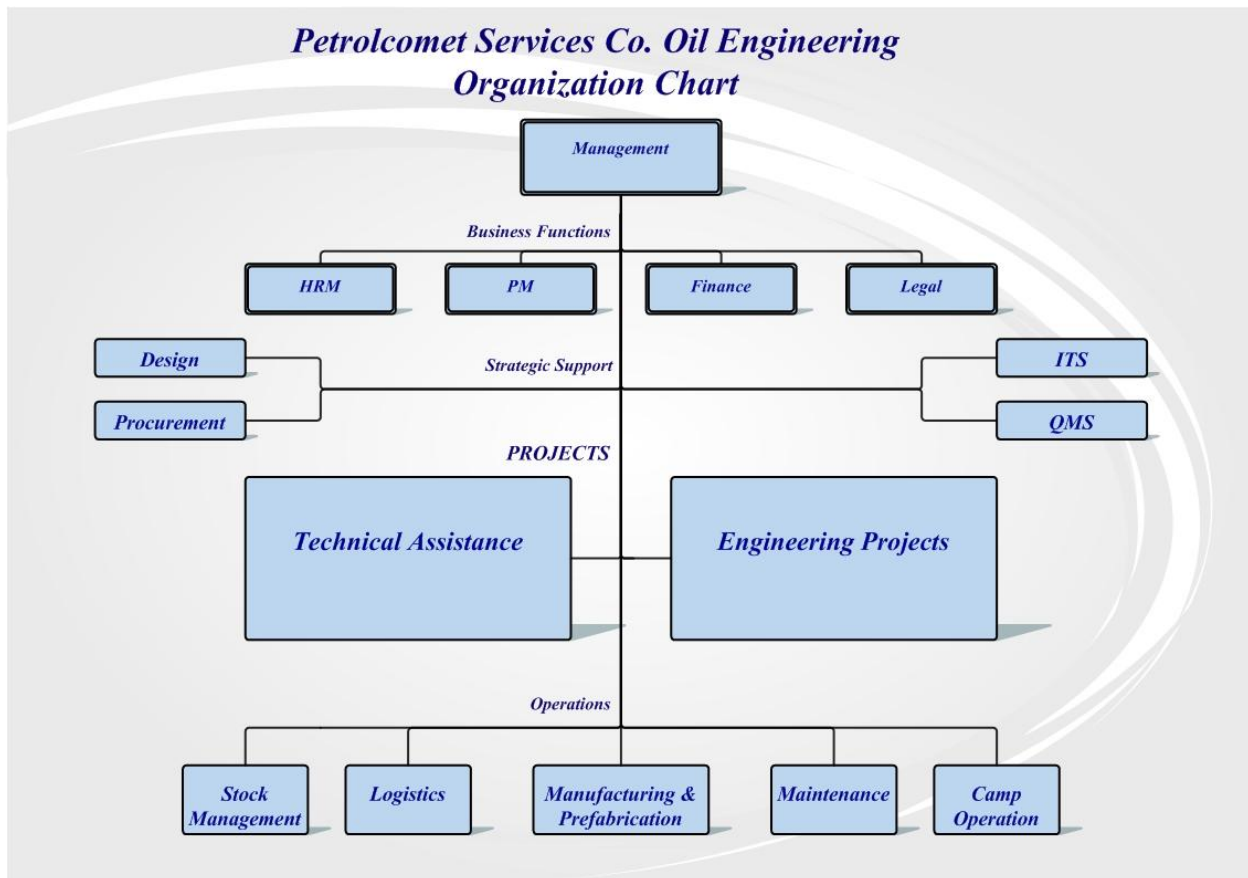 Petrolcomet Services Co. Oil Engineering
Organization Chart
Management
Business Functions
HRM
PM
Finance
Legal
Design
Strategic Support
ITS
Procurement
QMS
PROJECTS
Technical Assistance
Engineering Projects
Operations
Stock
Management
Logistics
Manufacturing &
Prefabrication
Maintenance
Camp
Operation